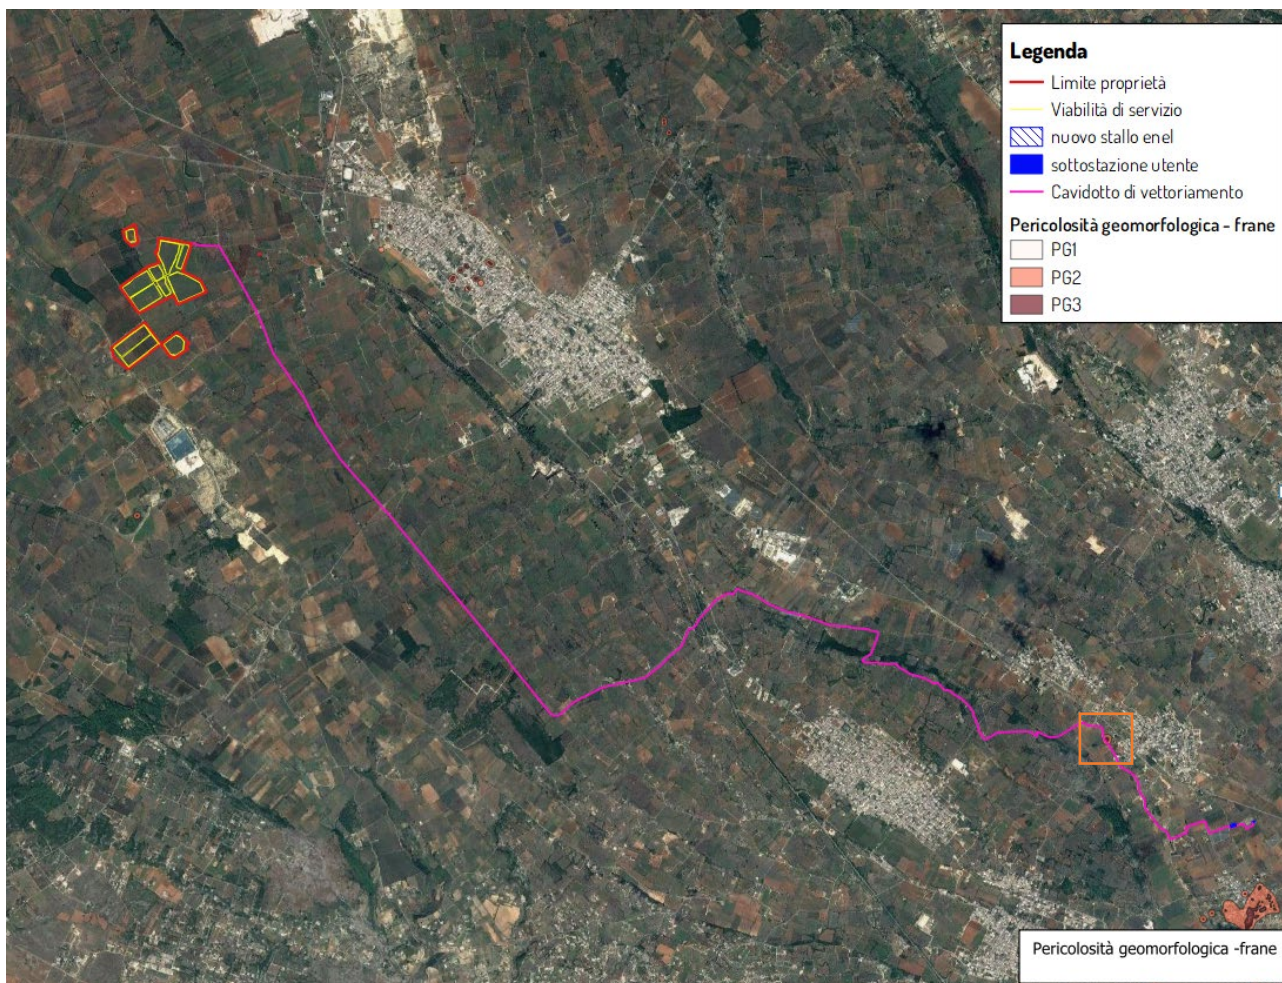 Legenda
Limite proprietà
Viabilità di servizio
nuovo stallo enel
sottostazione utente
Cavidotto di vettoriamento
Pericolosità geomorfologica - frane
PG1
PG2
PG3
Pericolosità geomorfologica -frane